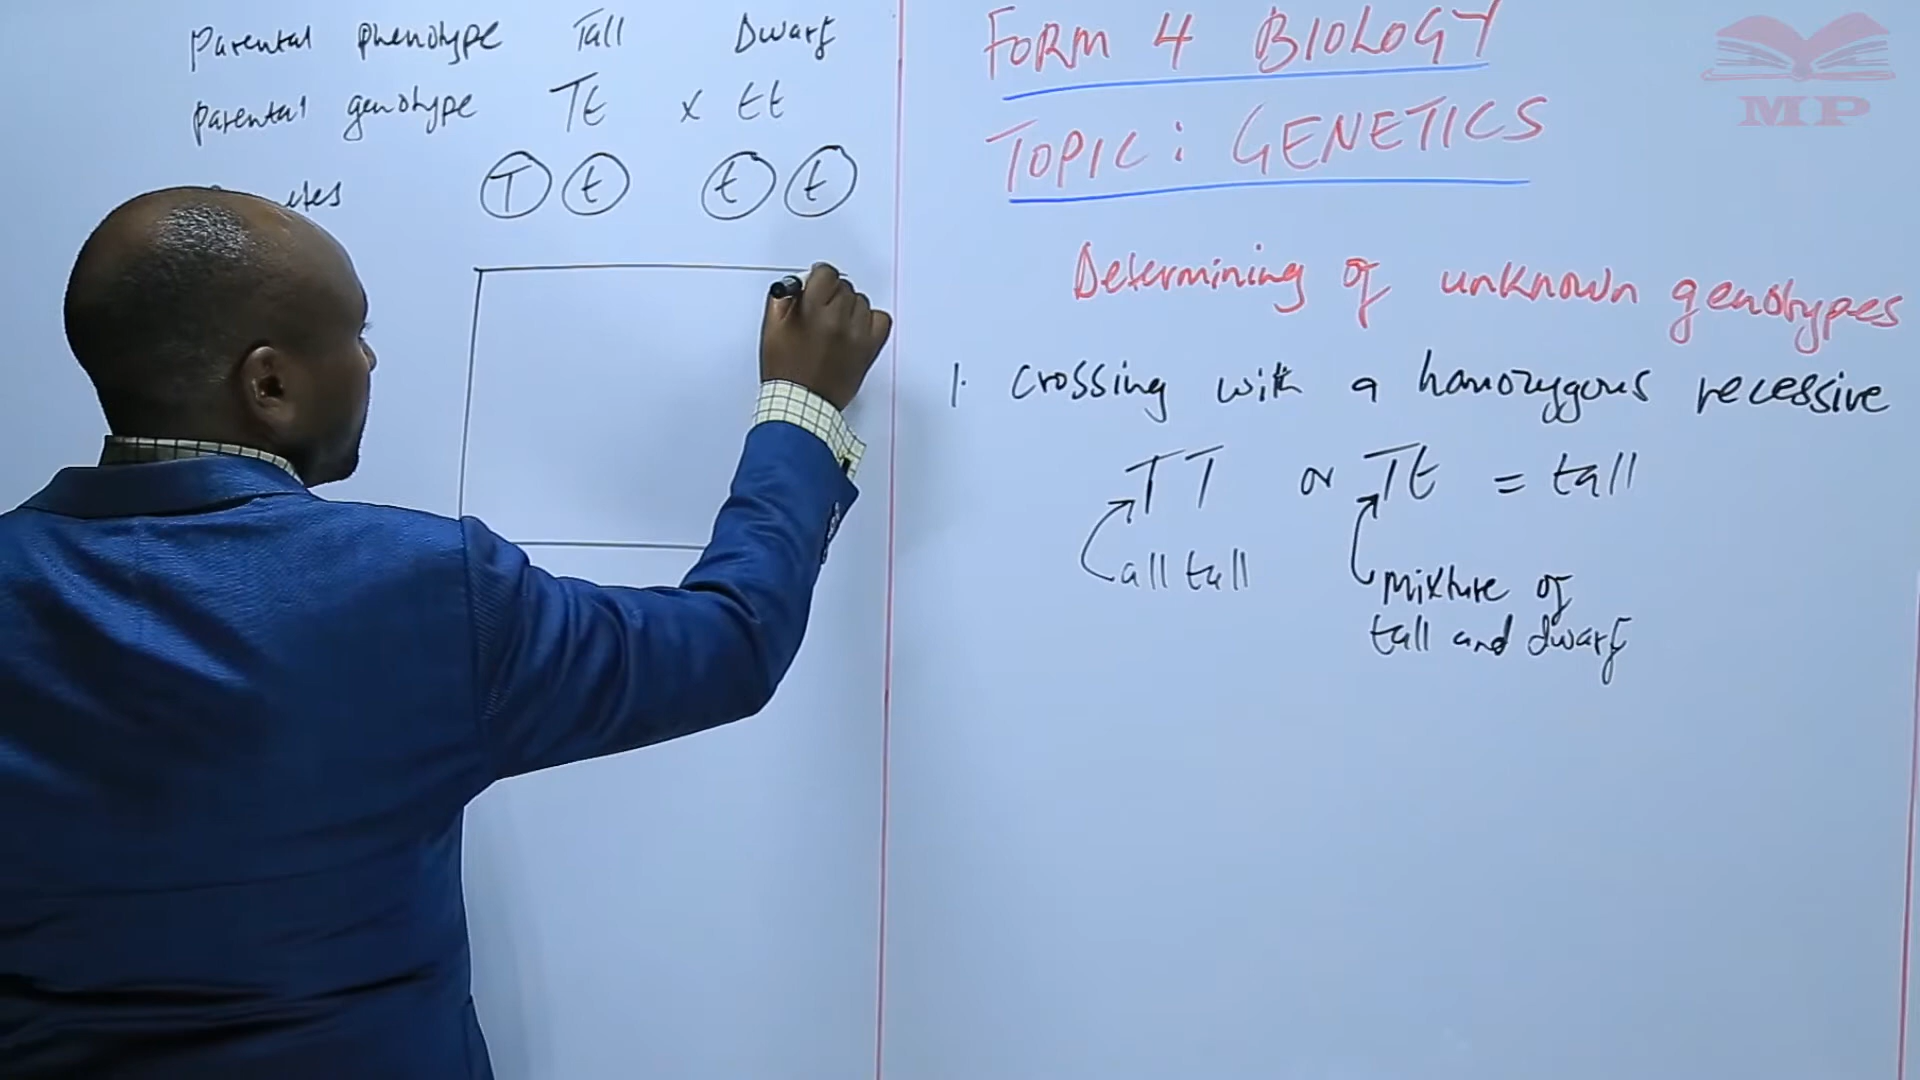 Parental phenotype Tall Dwarf
parental genotype Tt x tt
T t t t
FORM 4 BIOLOGY
TOPIC: GENETICS
MP
Determining of unknown genotypes
1. Crossing with a homozygous recessive
TT or Tt = tall
all tall
Mixture of
tall and dwarf